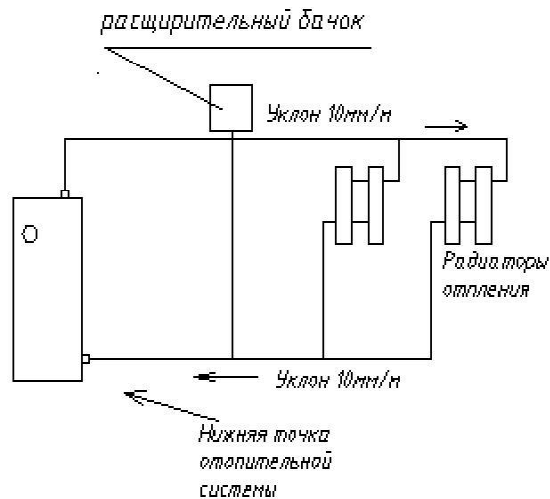 расщирительный бачок
Уклон 10мм/м
Радиаторы
отпления
Уклон 10мм/м
Нижняя точка
отопительной
системы